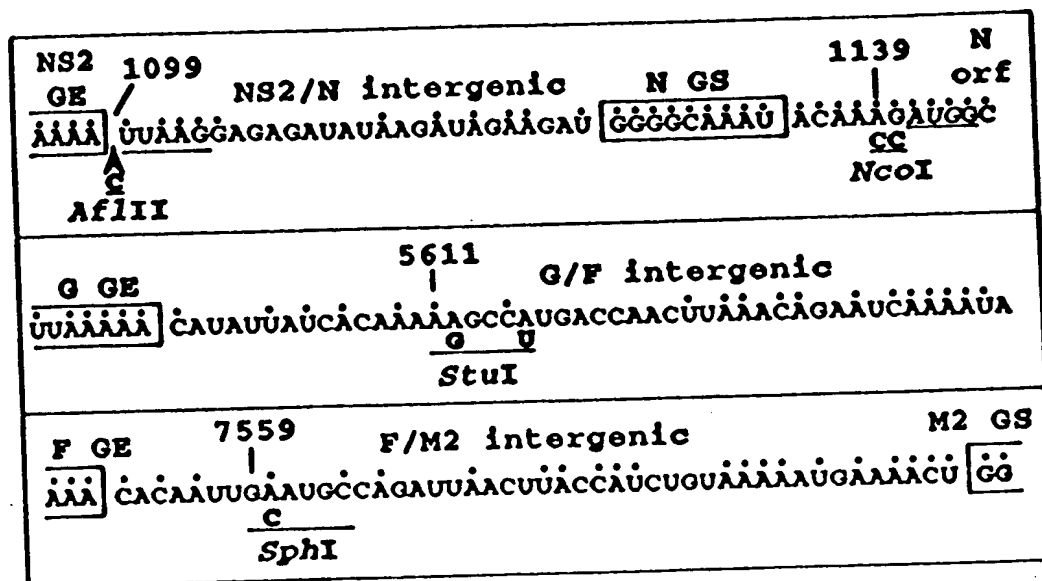 NS2 1099 1139 N
GE NS2/N intergenic N GS orf
AAAA UUAAGGAGAGAUAUAAGAUAGAAGAU GGGGCAAAU ACAAAGAUGGC
C CC
AflII NcoI
5611
G GE G/F intergenic
UUAAAAA CAUAUUAUCACAAAAAGCCAUGACCAACUUAAACAGAAUCAAAAUA
G U
StuI
F GE 7559 F/M2 intergenic M2 GS
AAA CACAAUUGAAUGCCAGAUUAACUUACCAUCUGUAAAAAUGAAAACU GG
C
SphI